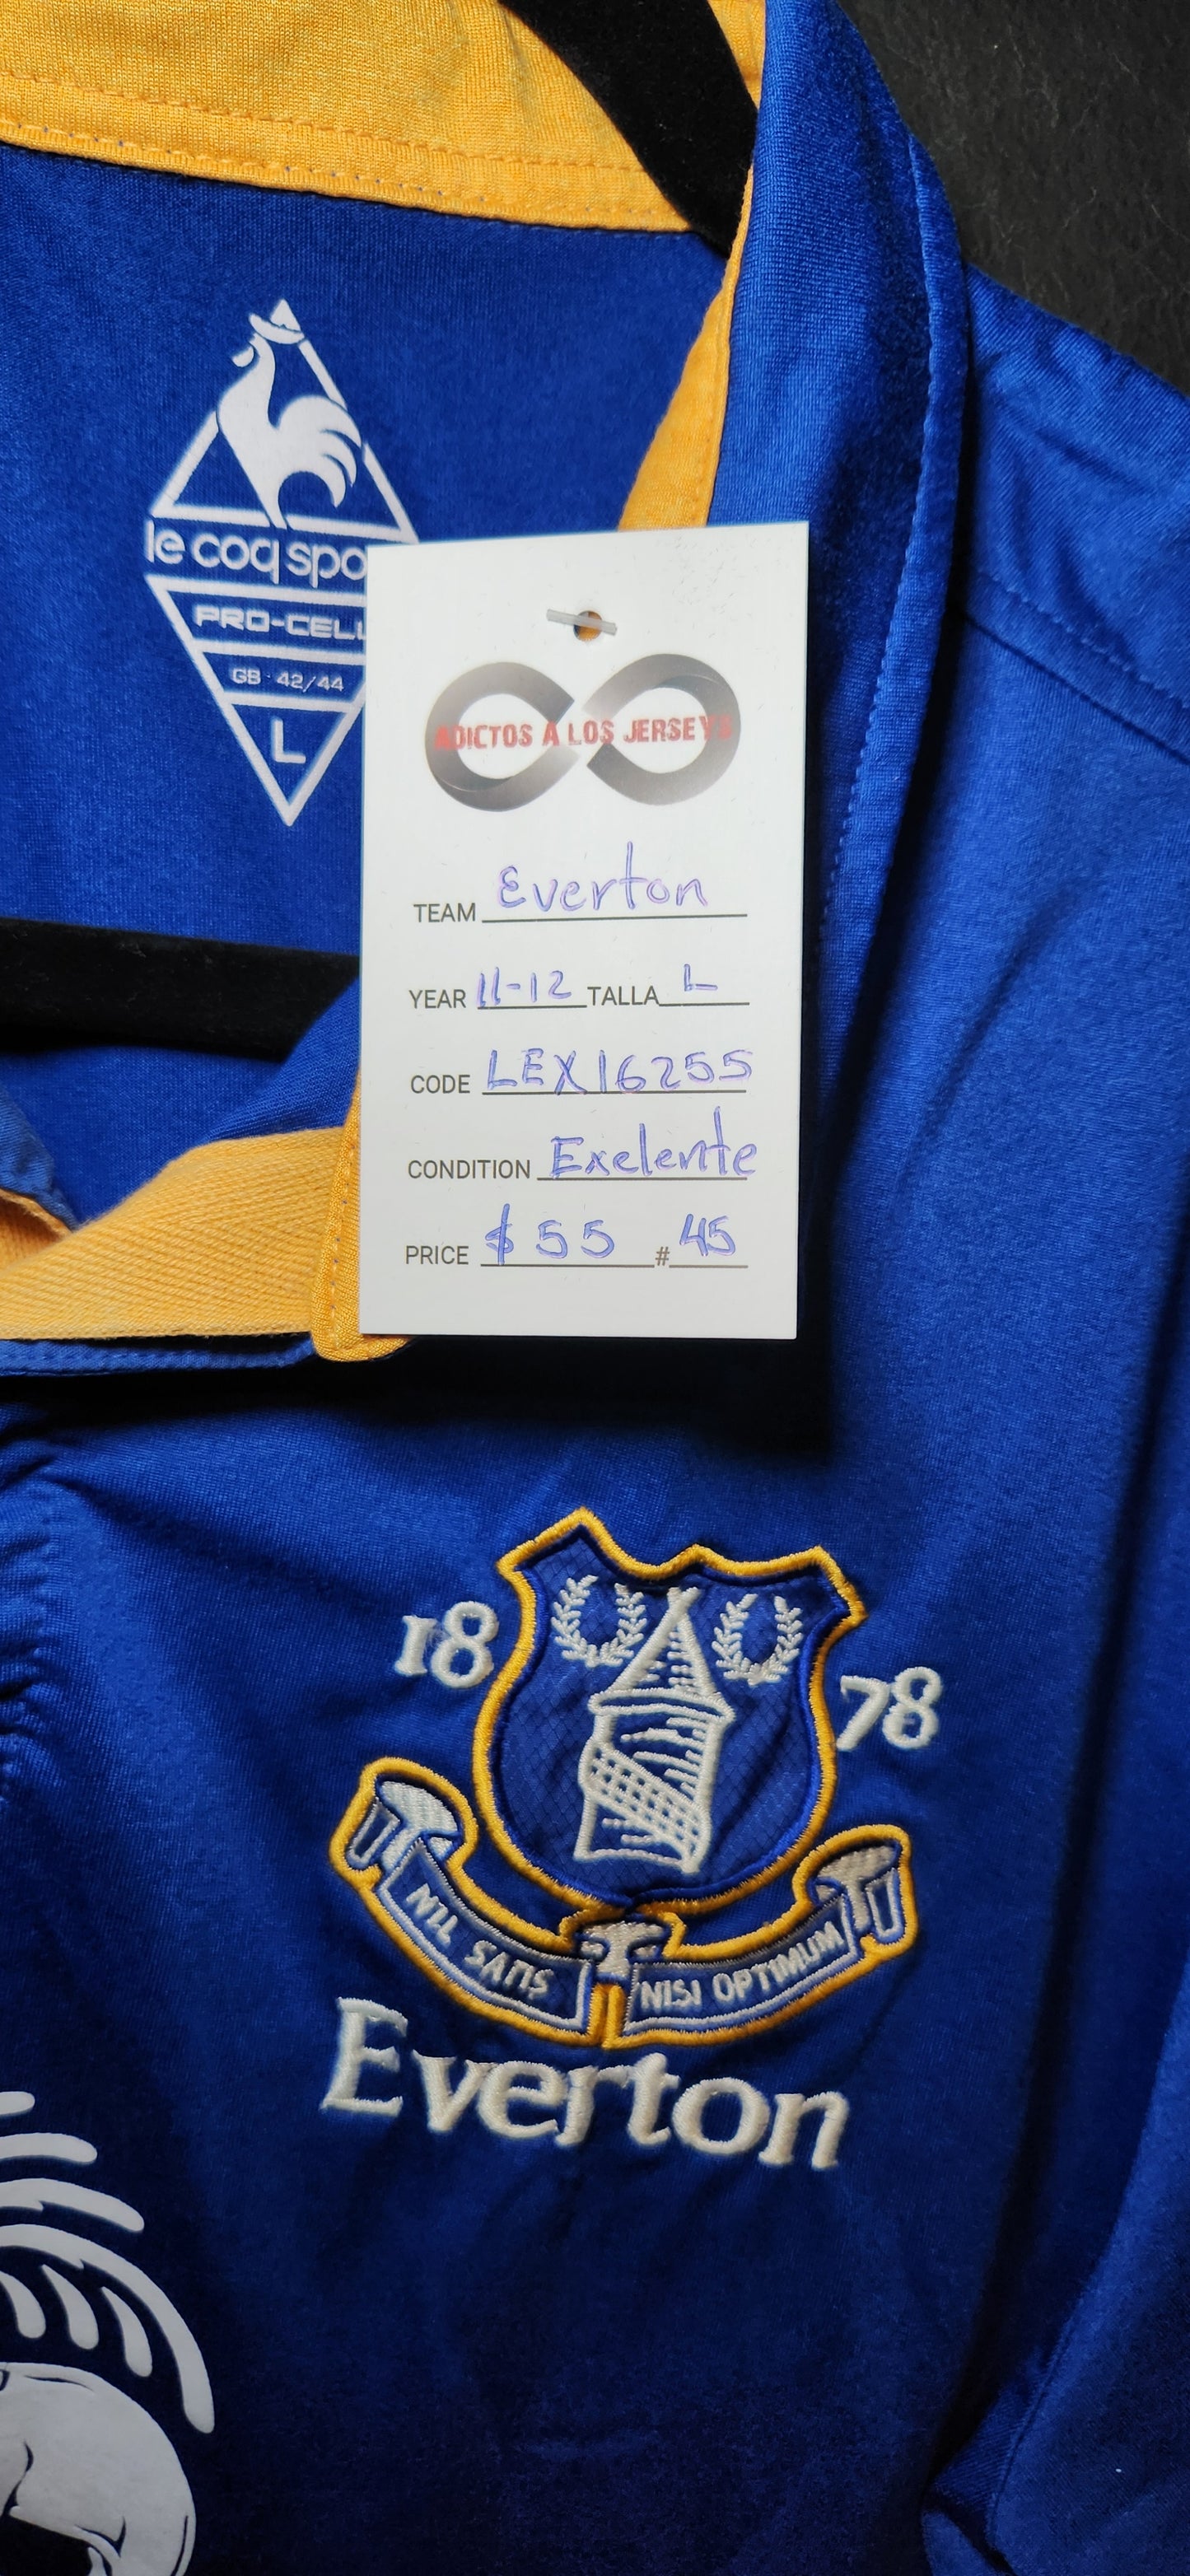 le coq spo
PRO-CELL
GB · 42/44
L
ADICTOS A LOS JERSEYS
TEAM Everton
YEAR 11-12 TALLA L
CODE LEX16255
CONDITION Exelente
PRICE $55 # 45
18 78
NIL SATIS NISI OPTIMUM
Everton